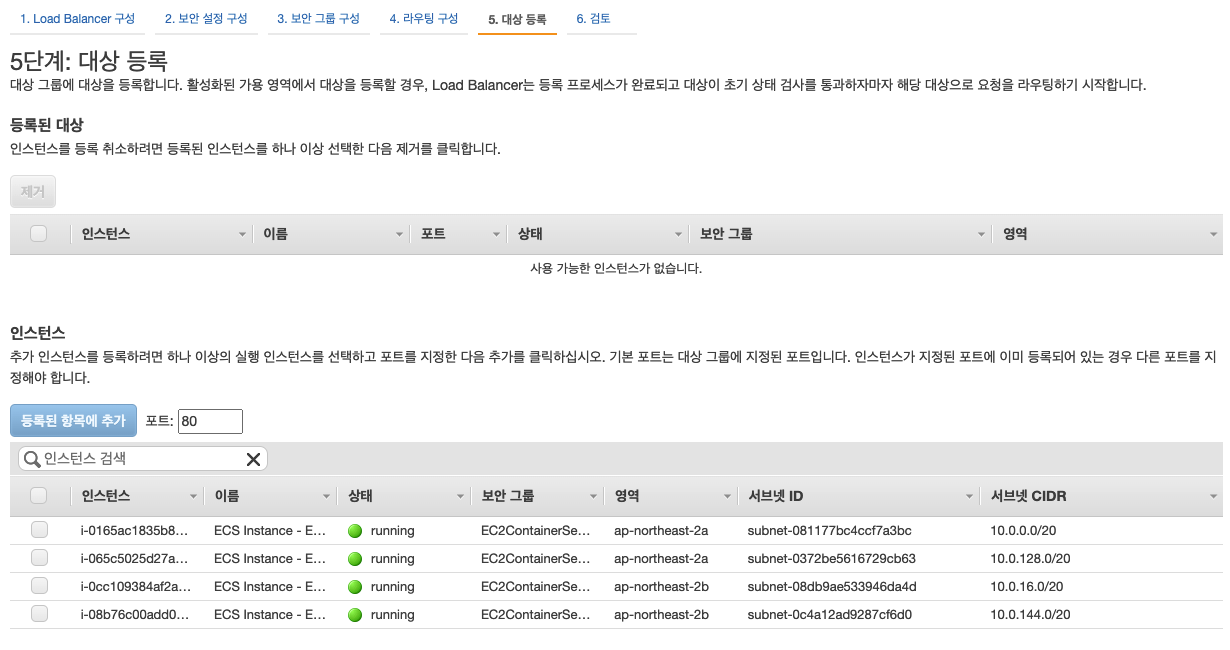 1. Load Balancer 구성 2. 보안 설정 구성 3. 보안 그룹 구성 4. 라우팅 구성 5. 대상 등록 6. 검토
5단계: 대상 등록
대상 그룹에 대상을 등록합니다. 활성화된 가용 영역에서 대상을 등록할 경우, Load Balancer는 등록 프로세스가 완료되고 대상이 초기 상태 검사를 통과하자마자 해당 대상으로 요청을 라우팅하기 시작합니다.
등록된 대상
인스턴스를 등록 취소하려면 등록된 인스턴스를 하나 이상 선택한 다음 제거를 클릭합니다.
제거
인스턴스 이름 포트 상태 보안 그룹 영역
사용 가능한 인스턴스가 없습니다.
인스턴스
추가 인스턴스를 등록하려면 하나 이상의 실행 인스턴스를 선택하고 포트를 지정한 다음 추가를 클릭하십시오. 기본 포트는 대상 그룹에 지정된 포트입니다. 인스턴스가 지정된 포트에 이미 등록되어 있는 경우 다른 포트를 지
정해야 합니다.
등록된 항목에 추가 포트: 80
인스턴스 검색
인스턴스 이름 상태 보안 그룹 영역 서브넷 ID 서브넷 CIDR
i-0165ac1835b8... ECS Instance - E... running EC2ContainerSe... ap-northeast-2a subnet-081177bc4ccf7a3bc 10.0.0.0/20
i-065c5025d27a... ECS Instance - E... running EC2ContainerSe... ap-northeast-2a subnet-0372be5616729cb63 10.0.128.0/20
i-0cc109384af2a... ECS Instance - E... running EC2ContainerSe... ap-northeast-2b subnet-08db9ae533946da4d 10.0.16.0/20
i-08b76c00add0... ECS Instance - E... running EC2ContainerSe... ap-northeast-2b subnet-0c4a12ad9287cf6d0 10.0.144.0/20